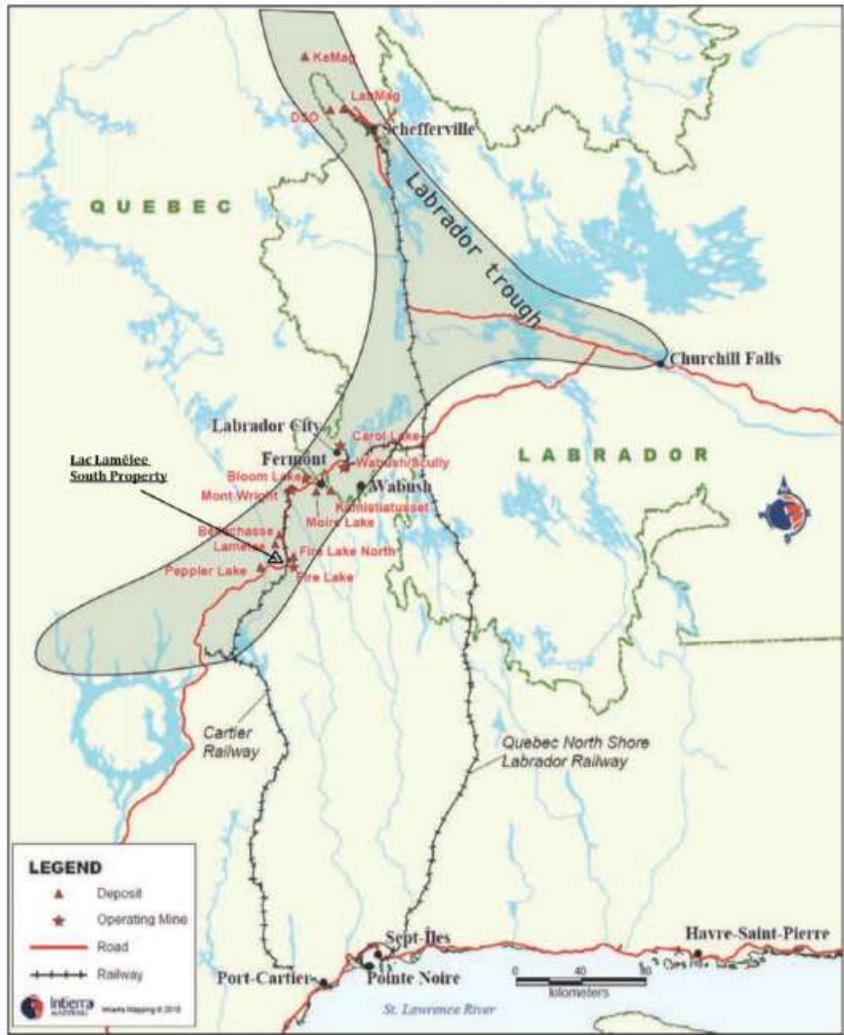 KeMag
LabMag
DSO
Schefferville
QUEBEC
Labrador trough
Churchill Falls
Labrador City
Carol Lake
Fermont
Wabush/Scully
LABRADOR
Lac Lamêlee
South Property
Bloom Lake
Mont-Wright
Wabush
Kamistiatusset
Moire Lake
Lamelee
Fire Lake North
Peppler Lake
Fire Lake
Cartier
Railway
Quebec North Shore
Labrador Railway
LEGEND
Deposit
Operating Mine
Road
Railway
Intierra
Sept-Îles
Havre-Saint-Pierre
Port-Cartier
Pointe Noire
0 40 80
kilometers
St. Lawrence River